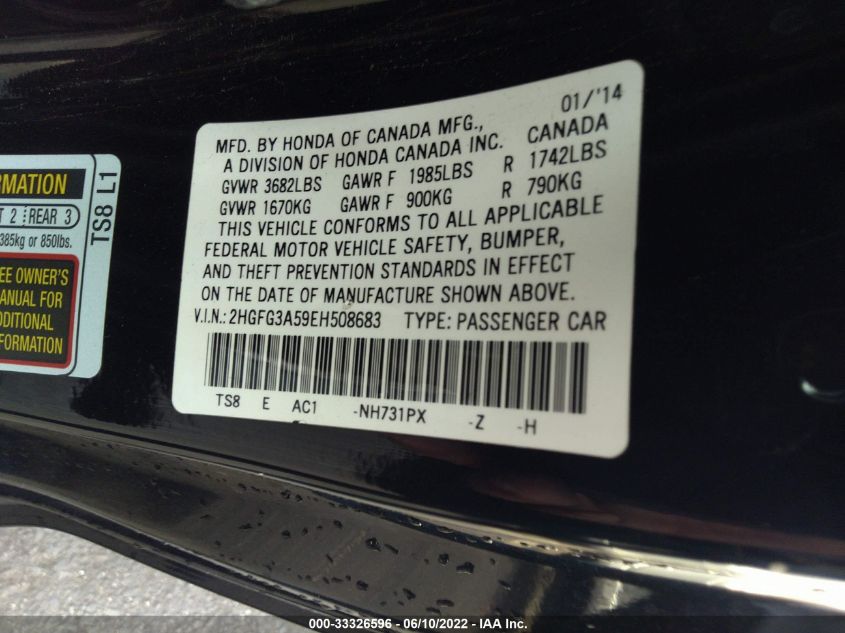 RMATION
T 2 REAR 3
385kg or 850lbs.
EE OWNER'S
ANUAL FOR
DDITIONAL
FORMATION
TS8 L1
01/'14
MFD. BY HONDA OF CANADA MFG., CANADA
A DIVISION OF HONDA CANADA INC.
GVWR 3682LBS GAWR F 1985LBS R 1742LBS
GVWR 1670KG GAWR F 900KG R 790KG
THIS VEHICLE CONFORMS TO ALL APPLICABLE
FEDERAL MOTOR VEHICLE SAFETY, BUMPER,
AND THEFT PREVENTION STANDARDS IN EFFECT
ON THE DATE OF MANUFACTURE SHOWN ABOVE.
V.I.N.: 2HGFG3A59EH508683 TYPE: PASSENGER CAR
TS8 E AC1 -NH731PX -Z -H
000-33326596 - 06/10/2022 - IAA Inc.